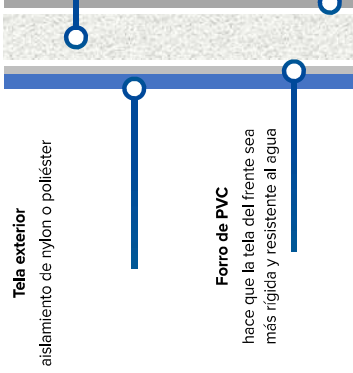 Tela exterior
aislamiento de nylon o poliéster
Forro de PVC
hace que la tela del frente sea
más rígida y resistente al agua